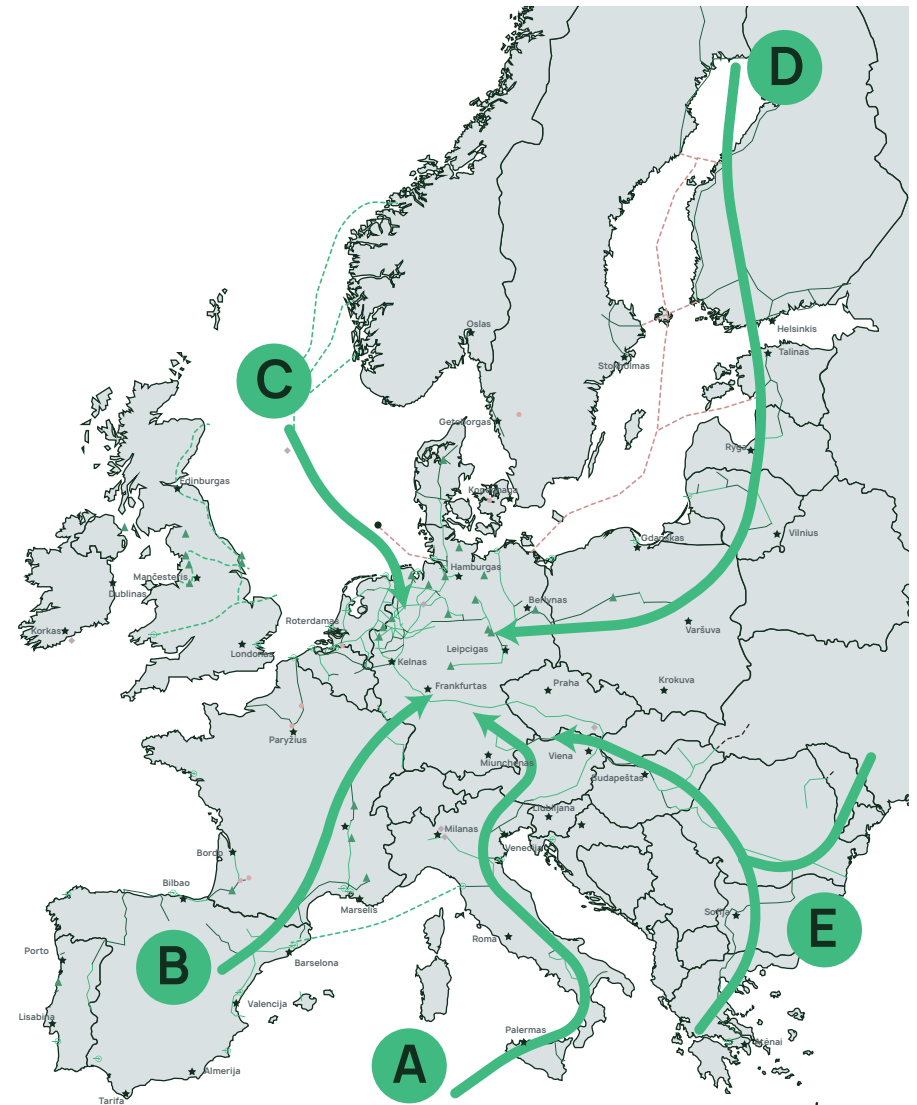 D
Oslas
Helsinkis
Talinas
Stokholmas
C
Geteborgas
Ryga
Edinburgas
Kopenhaga
Vilnius
Gdanskas
Hamburgas
Mančesteris
Dublinas
Berlynas
Roterdamas
Varšuva
Korkas
Londonas
Leipcigas
Kelnas
Krokuva
Praha
Frankfurtas
Paryžius
Viena
Miunchenas
Budapeštas
Liubliana
Milanas
Venecija
Bordo
Bilbao
Marselis
Sofija
E
Roma
Porto
B
Barselona
Valencija
Lisabina
Palermas
Atėnai
A
Almerija
Tarifa